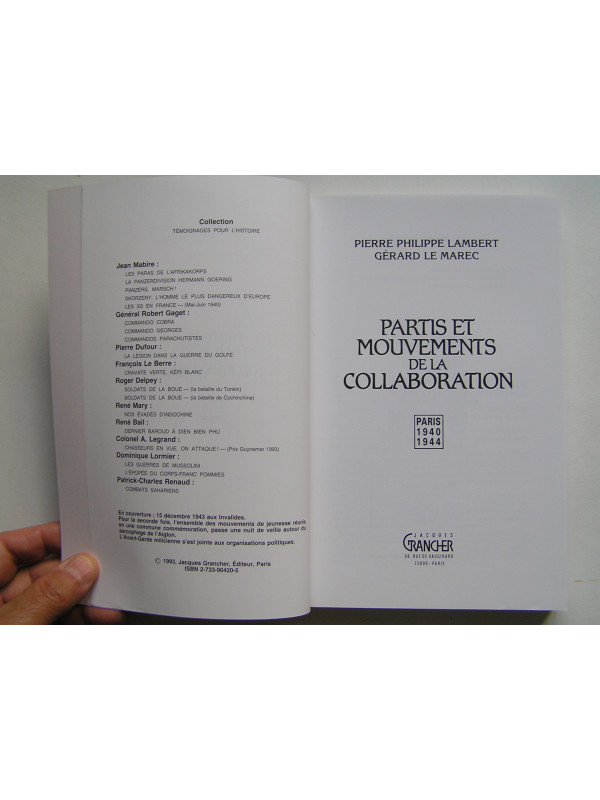 Collection
TÉMOIGNAGES POUR L'HISTOIRE
Jean Mabire :
LES PARAS DE L'AFRIKAKORPS
LA PANZERDIVISION HERMANN GOERING
PANZERS, MARSCH !
SKORZENY, L'HOMME LE PLUS DANGEREUX D'EUROPE
LES SS EN FRANCE — (Mai-Juin 1940)
Général Robert Gaget :
COMMANDO COBRA
COMMANDO GEORGES
COMMANDOS PARACHUTISTES
Pierre Dufour :
LA LÉGION DANS LA GUERRE DU GOLFE
François Le Berre :
CRAVATE VERTE, KÉPI BLANC
Roger Delpey :
SOLDATS DE LA BOUE — (la bataille du Tonkin)
SOLDATS DE LA BOUE — (la bataille de Cochinchine)
René Mary :
NOS ÉVADÉS D'INDOCHINE
René Bail :
DERNIER BAROUD À DIEN BIEN PHU
Colonel A. Legrand :
CHASSEURS EN VUE, ON ATTAQUE ! — (Prix Guynemer 1993)
Dominique Lormier :
LES GUERRES DE MUSSOLINI
L'ÉPOPÉE DU CORPS-FRANC POMMIES
Patrick-Charles Renaud :
COMBATS SAHARIENS
En couverture : 15 décembre 1943 aux Invalides.
Pour la seconde fois, l'ensemble des mouvements de jeunesse
en une commune commémoration, passe une nuit de veille autour du
sarcophage de l'Aiglon.
L'Avant-Garde milicienne s'est jointe aux organisations politiques.
© 1993, Jacques Grancher, Éditeur, Paris
ISBN 2-733-90420-5
PIERRE PHILIPPE LAMBERT
GÉRARD LE MAREC
PARTIS ET
MOUVEMENTS
DE LA
COLLABORATION
PARIS
1940
1944
JACQUES
GRANCHER
98, RUE DE VAUGIRARD
75006 - PARIS